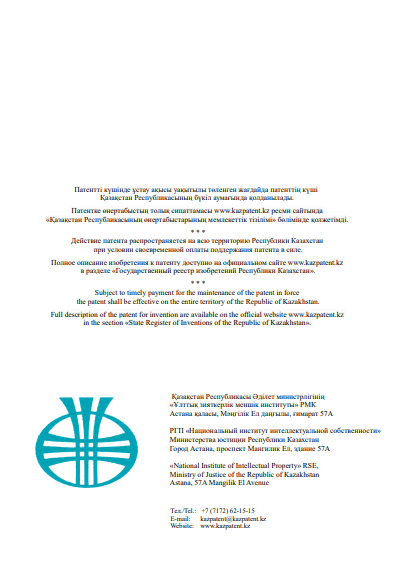 Патентті күшінде ұстау ақысы уақытылы төленген жағдайда патенттің күші
Қазақстан Республикасының бүкіл аумағында қолданылады.
Патентке өнертабыстың толық сипаттамасы www.kazpatent.kz ресми сайтында
«Қазақстан Республикасының өнертабыстарының мемлекеттік тізілімі» бөлімінде қолжетімді.
* * *
Действие патента распространяется на всю территорию Республики Казахстан
при условии своевременной оплаты поддержания патента в силе.
Полное описание изобретения к патенту доступно на официальном сайте www.kazpatent.kz
в разделе «Государственный реестр изобретений Республики Казахстан».
* * *
Subject to timely payment for the maintenance of the patent in force
the patent shall be effective on the entire territory of the Republic of Kazakhstan.
Full description of the patent for invention are available on the official website www.kazpatent.kz
in the section «State Register of Inventions of the Republic of Kazakhstan».
Қазақстан Республикасы Әділет министрлігінің
«Ұлттық зияткерлік меншік институты» РМК
Астана қаласы, Мәңгілік Ел даңғылы, ғимарат 57А
РГП «Национальный институт интеллектуальной собственности»
Министерства юстиции Республики Казахстан
Город Астана, проспект Мангилик Ел, здание 57А
«National Institute of Intellectual Property» RSE,
Ministry of Justice of the Republic of Kazakhstan
Astana, 57A Mangilik El Avenue
Тел./Tel.: +7 (7172) 62-15-15
E-mail: kazpatent@kazpatent.kz
Website: www.kazpatent.kz